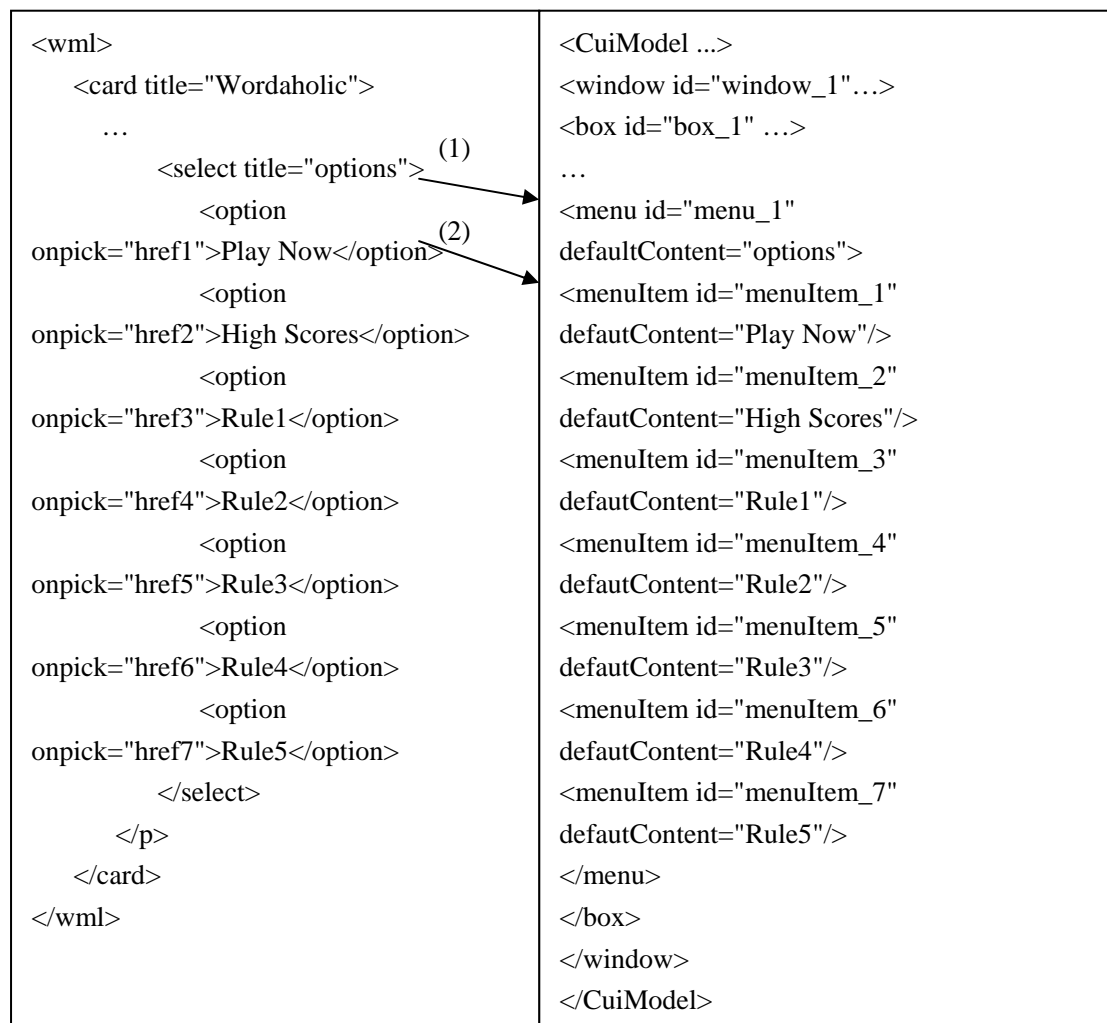 <wml>
<card title="Wordaholic">
…
<select title="options">
<option
onpick="href1">Play Now</option>
<option
onpick="href2">High Scores</option>
<option
onpick="href3">Rule1</option>
<option
onpick="href4">Rule2</option>
<option
onpick="href5">Rule3</option>
<option
onpick="href6">Rule4</option>
<option
onpick="href7">Rule5</option>
</select>
</p>
</card>
</wml>
(1)
(2)
<CuiModel ...>
<window id="window_1"…>
<box id="box_1" …>
…
<menu id="menu_1"
defaultContent="options">
<menuItem id="menuItem_1"
defautContent="Play Now"/>
<menuItem id="menuItem_2"
defautContent="High Scores"/>
<menuItem id="menuItem_3"
defautContent="Rule1"/>
<menuItem id="menuItem_4"
defautContent="Rule2"/>
<menuItem id="menuItem_5"
defautContent="Rule3"/>
<menuItem id="menuItem_6"
defautContent="Rule4"/>
<menuItem id="menuItem_7"
defautContent="Rule5"/>
</menu>
</box>
</window>
</CuiModel>